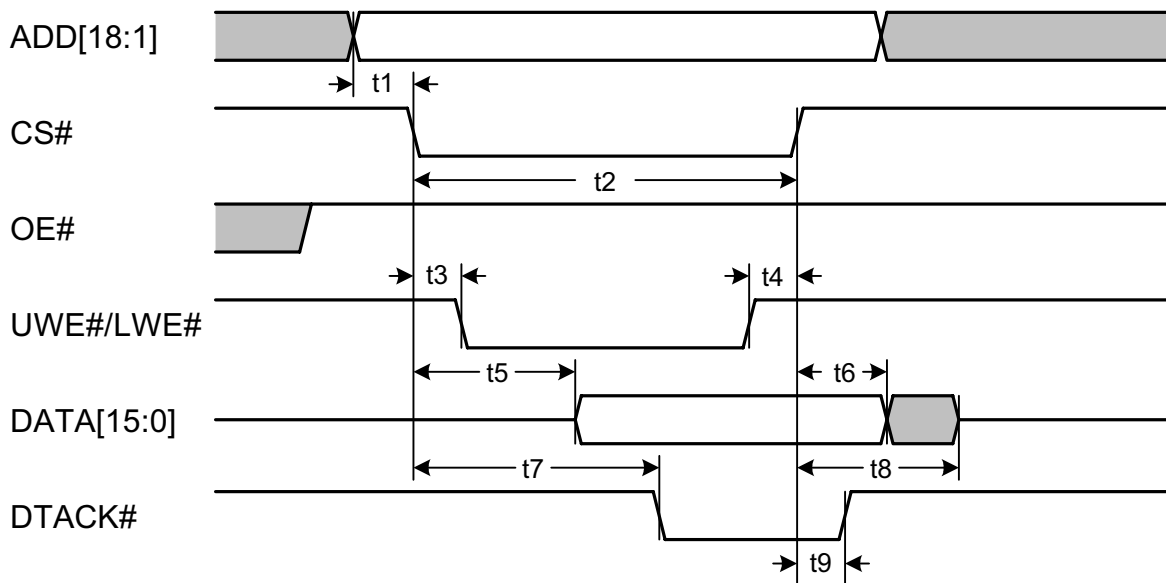 ADD[18:1]
t1
CS#
t2
OE#
t3
t4
UWE#/LWE#
t5
t6
DATA[15:0]
t7
t8
DTACK#
t9